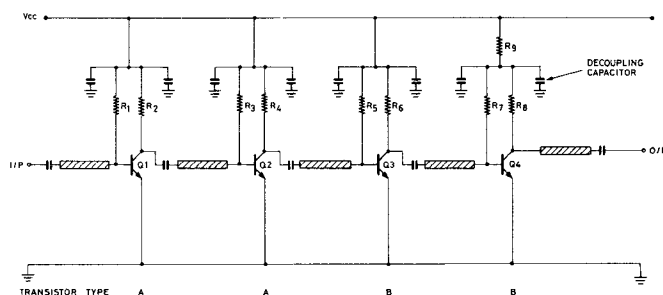 Vcc
R9
DECOUPLING
CAPACITOR
R1
R2
R3
R4
R5
R6
R7
R8
I/P
Q1
Q2
Q3
Q4
O/P
TRANSISTOR TYPE A A B B